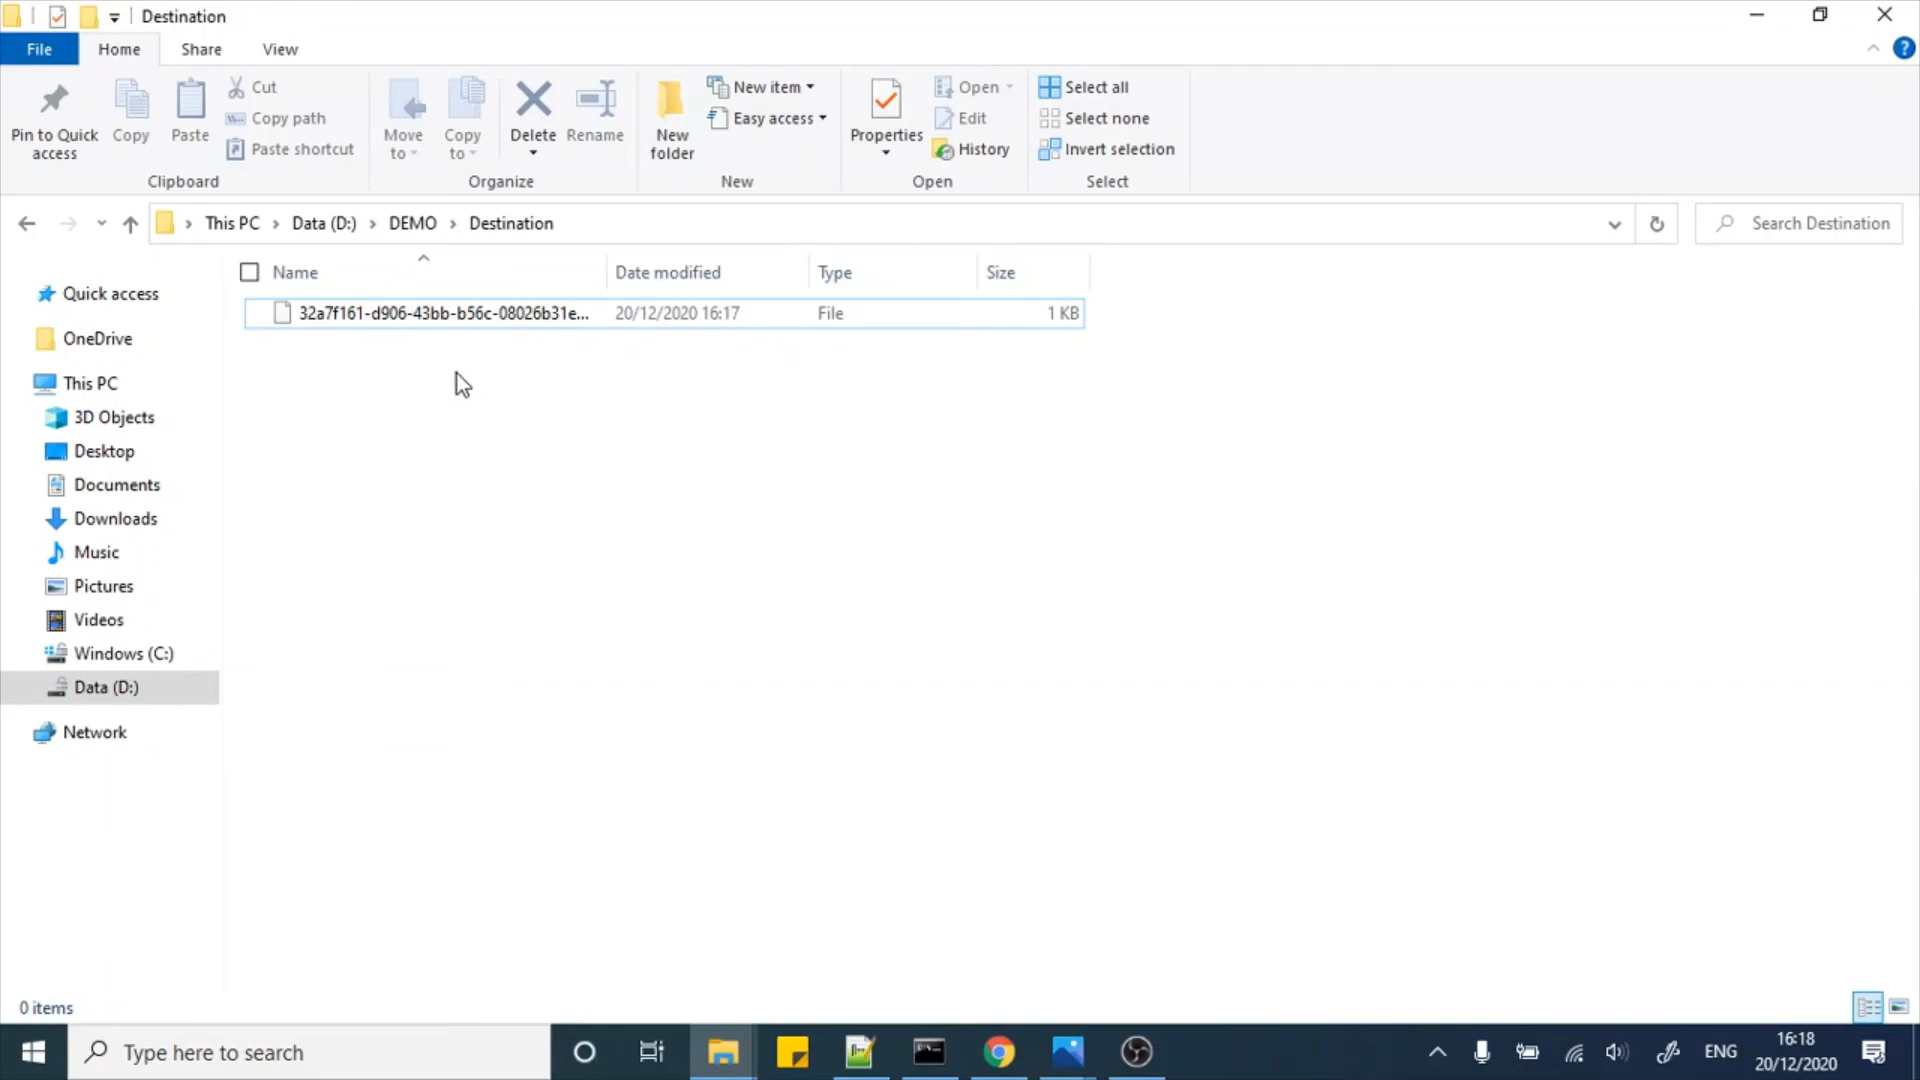 Destination
File Home Share View
Pin to Quick access
Copy
Paste
Cut
Copy path
Paste shortcut
Clipboard
Move to
Copy to
Delete
Rename
Organize
New folder
New item
Easy access
New
Properties
Open
Edit
History
Open
Select all
Select none
Invert selection
Select
This PC > Data (D:) > DEMO > Destination
Search Destination
Name Date modified Type Size
32a7f161-d906-43bb-b56c-08026b31e... 20/12/2020 16:17 File 1 KB
Quick access
OneDrive
This PC
3D Objects
Desktop
Documents
Downloads
Music
Pictures
Videos
Windows (C:)
Data (D:)
Network
0 items
Type here to search
ENG
16:18
20/12/2020